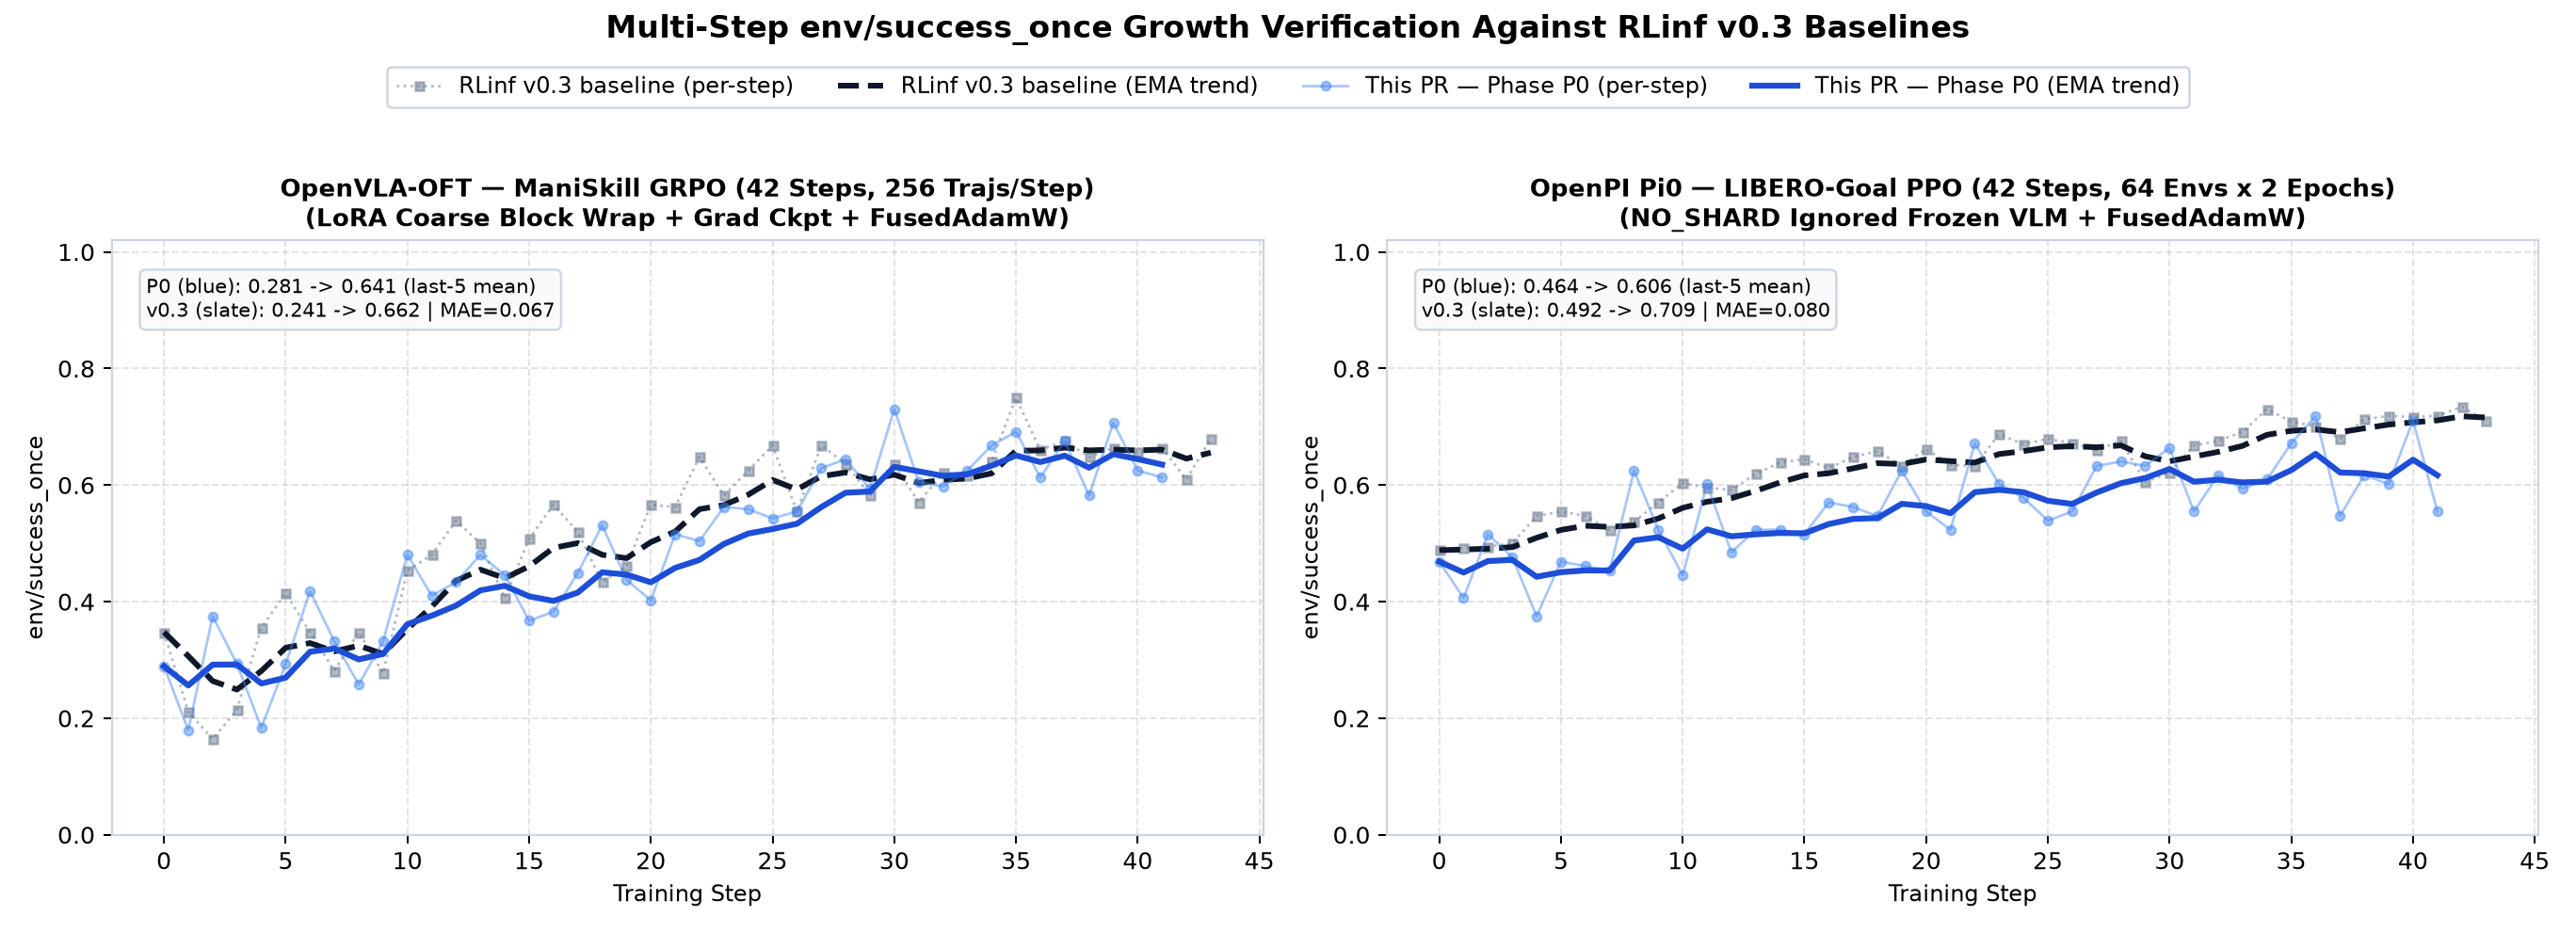 Multi-Step env/success_once Growth Verification Against RLinf v0.3 Baselines
RLinf v0.3 baseline (per-step)
RLinf v0.3 baseline (EMA trend)
This PR — Phase P0 (per-step)
This PR — Phase P0 (EMA trend)
OpenVLA-OFT — ManiSkill GRPO (42 Steps, 256 Trajs/Step)
(LoRA Coarse Block Wrap + Grad Ckpt + FusedAdamW)
P0 (blue): 0.281 -> 0.641 (last-5 mean)
v0.3 (slate): 0.241 -> 0.662 | MAE=0.067
env/success_once
1.0
0.8
0.6
0.4
0.2
0.0
0 5 10 15 20 25 30 35 40 45
Training Step
OpenPI Pi0 — LIBERO-Goal PPO (42 Steps, 64 Envs x 2 Epochs)
(NO_SHARD Ignored Frozen VLM + FusedAdamW)
P0 (blue): 0.464 -> 0.606 (last-5 mean)
v0.3 (slate): 0.492 -> 0.709 | MAE=0.080
env/success_once
1.0
0.8
0.6
0.4
0.2
0.0
0 5 10 15 20 25 30 35 40 45
Training Step